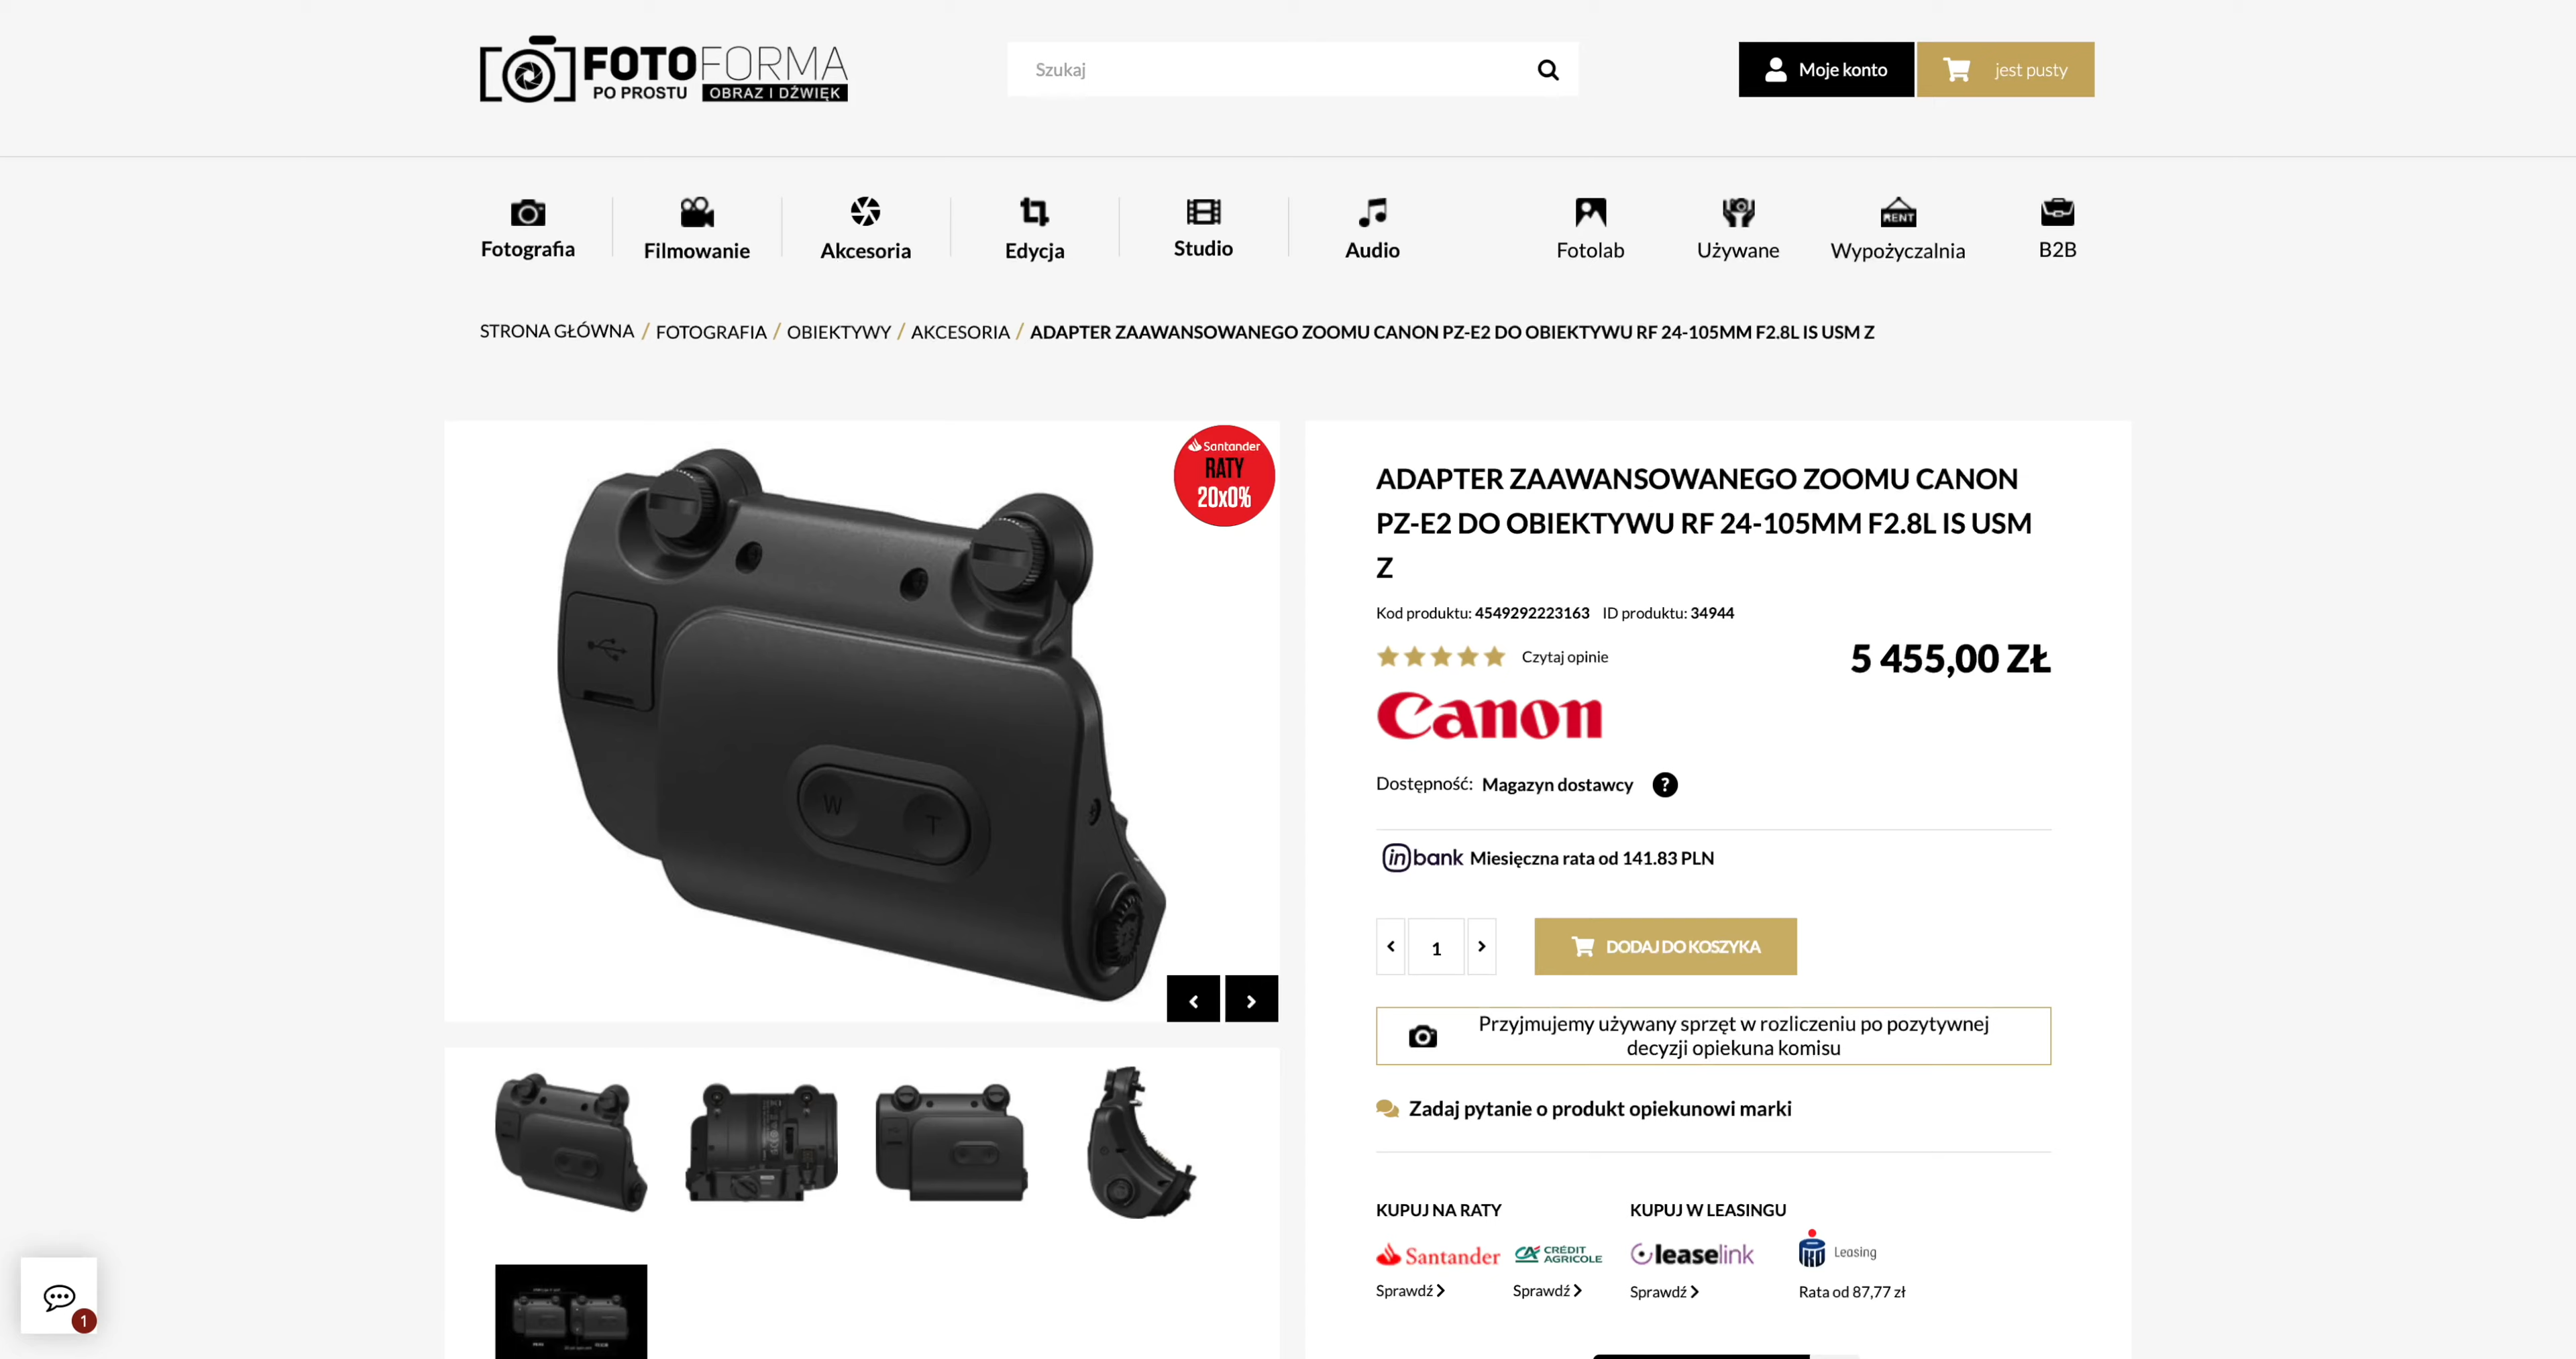 FOTOFORMA
PO PROSTU OBRAZ I DŹWIĘK
Szukaj
Moje konto
jest pusty
Fotografia
Filmowanie
Akcesoria
Edycja
Studio
Audio
Fotolab
Używane
RENT
Wypożyczalnia
B2B
STRONA GŁÓWNA / FOTOGRAFIA / OBIEKTYWY / AKCESORIA / ADAPTER ZAAWANSOWANEGO ZOOMU CANON PZ-E2 DO OBIEKTYWU RF 24-105MM F2.8L IS USM Z
Santander
RATY
20x0%
W T
ADAPTER ZAAWANSOWANEGO ZOOMU CANON
PZ-E2 DO OBIEKTYWU RF 24-105MM F2.8L IS USM
Z
Kod produktu: 4549292223163 ID produktu: 34944
Czytaj opinie
5 455,00 ZŁ
Canon
Dostępność: Magazyn dostawcy ?
inbank Miesięczna rata od 141.83 PLN
1
DODAJ DO KOSZYKA
Przyjmujemy używany sprzęt w rozliczeniu po pozytywnej
decyzji opiekuna komisu
Zadaj pytanie o produkt opiekunowi marki
KUPUJ NA RATY
KUPUJ W LEASINGU
Santander
CA CRÉDIT
AGRICOLE
leaselink
Leasing
Sprawdź
Sprawdź
Sprawdź
Rata od 87,77 zł
1